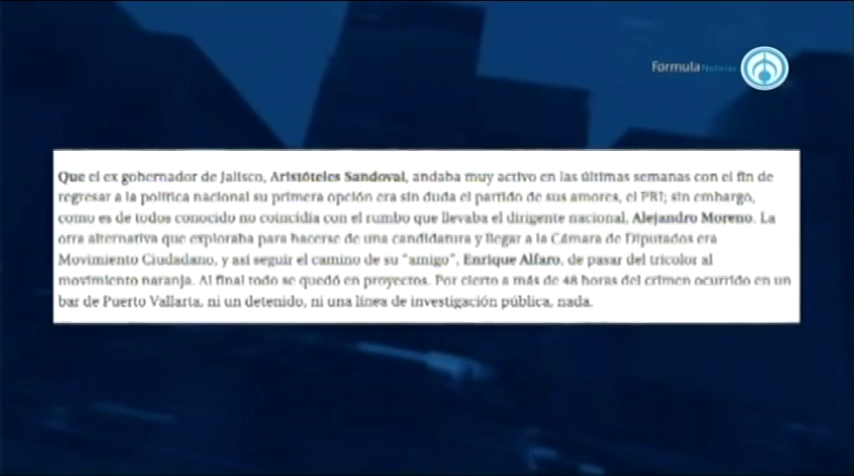 Formula Noticias
Que el ex gobernador de Jalisco, Aristóteles Sandoval, andaba muy activo en las últimas semanas con el fin de
regresar a la política nacional su primera opción era sin duda el partido de sus amores, el PRI; sin embargo,
como es de todos conocido no coincidía con el rumbo que llevaba el dirigente nacional, Alejandro Moreno. La
otra alternativa que exploraba para hacerse de una candidatura y llegar a la Cámara de Diputados era
Movimiento Ciudadano, y así seguir el camino de su "amigo", Enrique Alfaro, de pasar del tricolor al
movimiento naranja. Al final todo se quedó en proyectos. Por cierto a más de 48 horas del crimen ocurrido en un
bar de Puerto Vallarta, ni un detenido, ni una línea de investigación pública, nada.